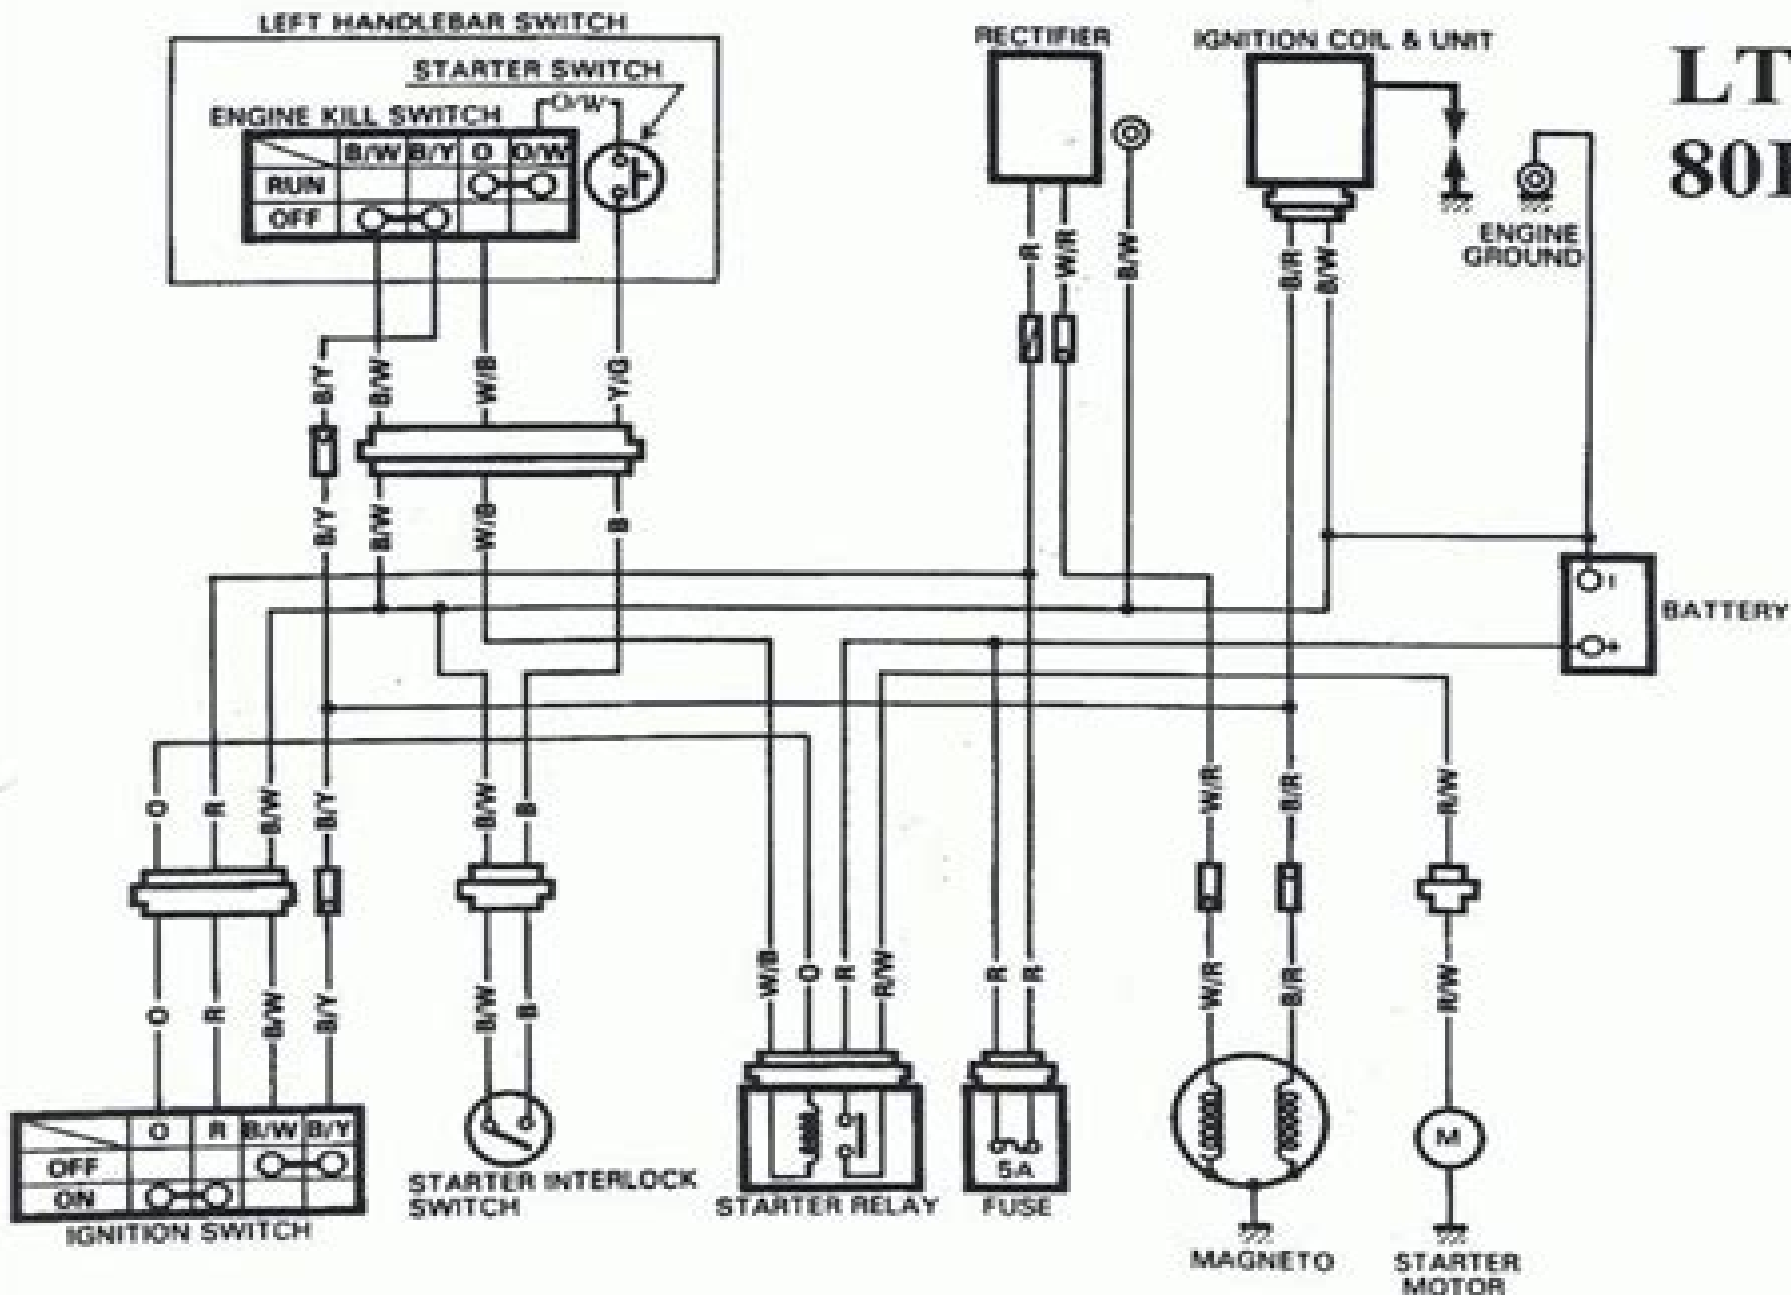 LEFT HANDLEBAR SWITCH
STARTER SWITCH
O/W
ENGINE KILL SWITCH
B/W B/Y O O/W
RUN
OFF
B/Y B/W W/B Y/G
B/Y B/W W/B B
RECTIFIER
R W/R B/W
IGNITION COIL & UNIT
B/R B/W
ENGINE
GROUND
LT
80
BATTERY
O R B/W B/Y B/W B
W/R B/R R/W
O R B/W B/Y B/W B
W/B O R R/W R R
W/R B/R R/W
O R B/W B/Y
OFF
ON
IGNITION SWITCH
STARTER INTERLOCK
SWITCH
STARTER RELAY
5A
FUSE
MAGNETO
M
STARTER
MOTOR